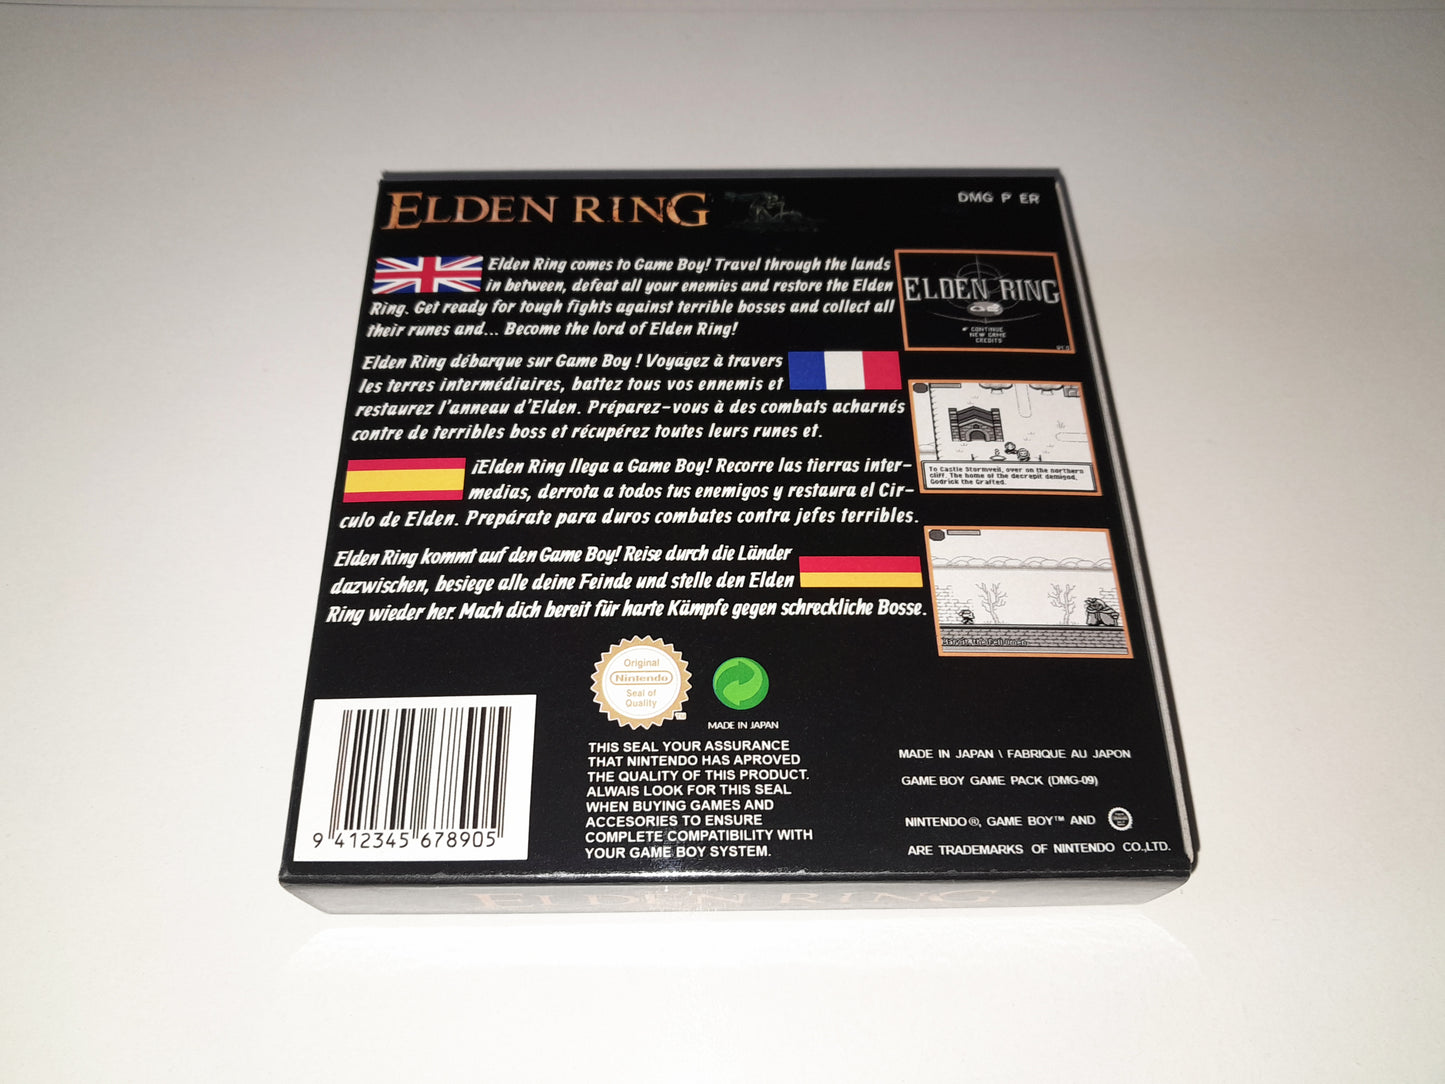 ELDEN RING
DMG P ER
Elden Ring comes to Game Boy! Travel through the lands
in between, defeat all your enemies and restore the Elden
Ring. Get ready for tough fights against terrible bosses and collect all
their runes and... Become the lord of Elden Ring!
Elden Ring débarque sur Game Boy ! Voyagez à travers
les terres intermédiaires, battez tous vos ennemis et
restaurez l'anneau d'Elden. Préparez-vous à des combats acharnés
contre de terribles boss et récupérez toutes leurs runes et.
¡Elden Ring llega a Game Boy! Recorre las tierras inter-
medias, derrota a todos tus enemigos y restaura el Cír-
culo de Elden. Prepárate para duros combates contra jefes terribles.
Elden Ring kommt auf den Game Boy! Reise durch die Länder
dazwischen, besiege alle deine Feinde und stelle den Elden
Ring wieder her. Mach dich bereit für harte Kämpfe gegen schreckliche Bosse.
ELDEN RING
GB
CONTINUE
NEW GAME
CREDITS
To Castle Stormveil, over on the northern
cliff. The home of the decrepit demigod,
Godrick the Grafted.
Original
Nintendo
Seal of
Quality
TM
MADE IN JAPAN
THIS SEAL YOUR ASSURANCE
THAT NINTENDO HAS APROVED
THE QUALITY OF THIS PRODUCT.
ALWAIS LOOK FOR THIS SEAL
WHEN BUYING GAMES AND
ACCESORIES TO ENSURE
COMPLETE COMPATIBILITY WITH
YOUR GAME BOY SYSTEM.
9 412345 678905
MADE IN JAPAN \ FABRIQUE AU JAPON
GAME BOY GAME PACK (DMG-09)
NINTENDO®, GAME BOY™ AND
ARE TRADEMARKS OF NINTENDO CO.,LTD.
ELDEN RING